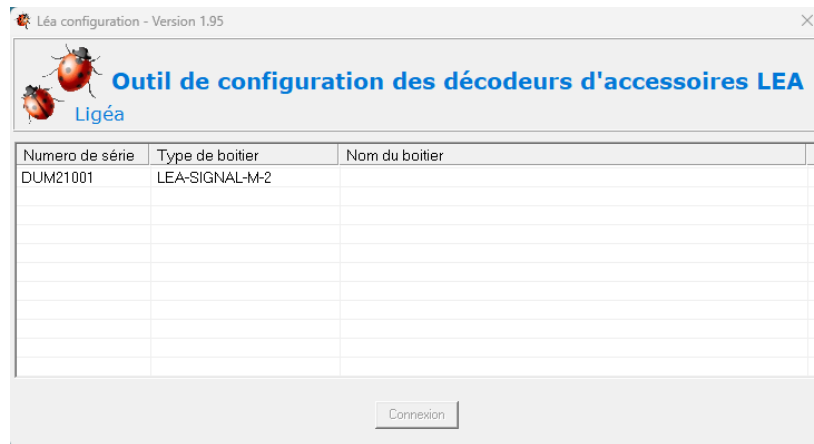 Léa configuration - Version 1.95
Outil de configuration des décodeurs d'accessoires LEA
Ligéa
Numero de série Type de boitier Nom du boitier
DUM21001 LEA-SIGNAL-M-2
Connexion